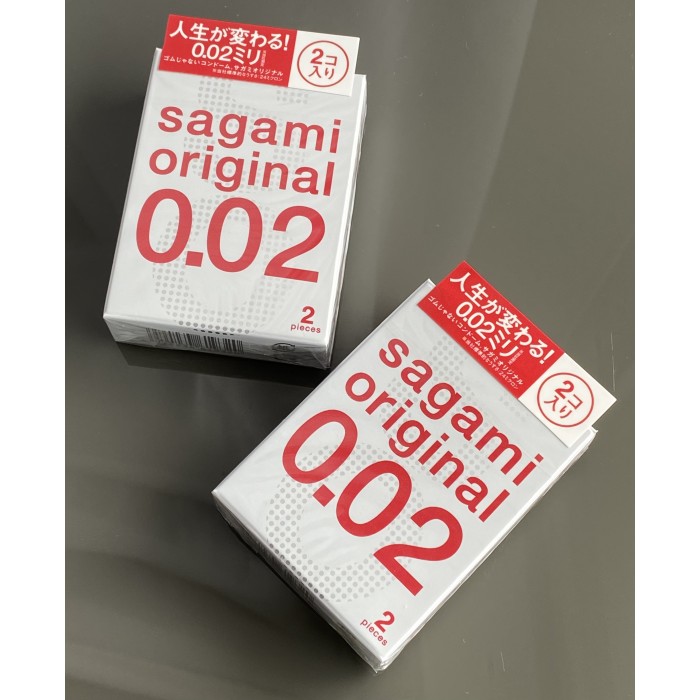 人生が変わる!
0.02ミリ
ゴムじゃないコンドーム、サガミオリジナル
2コ
入り
sagami
original
0.02
2
pieces
人生が変わる!
0.02ミリ
ゴムじゃないコンドーム、サガミオリジナル
2コ
入り
sagami
original
0.02
2
pieces